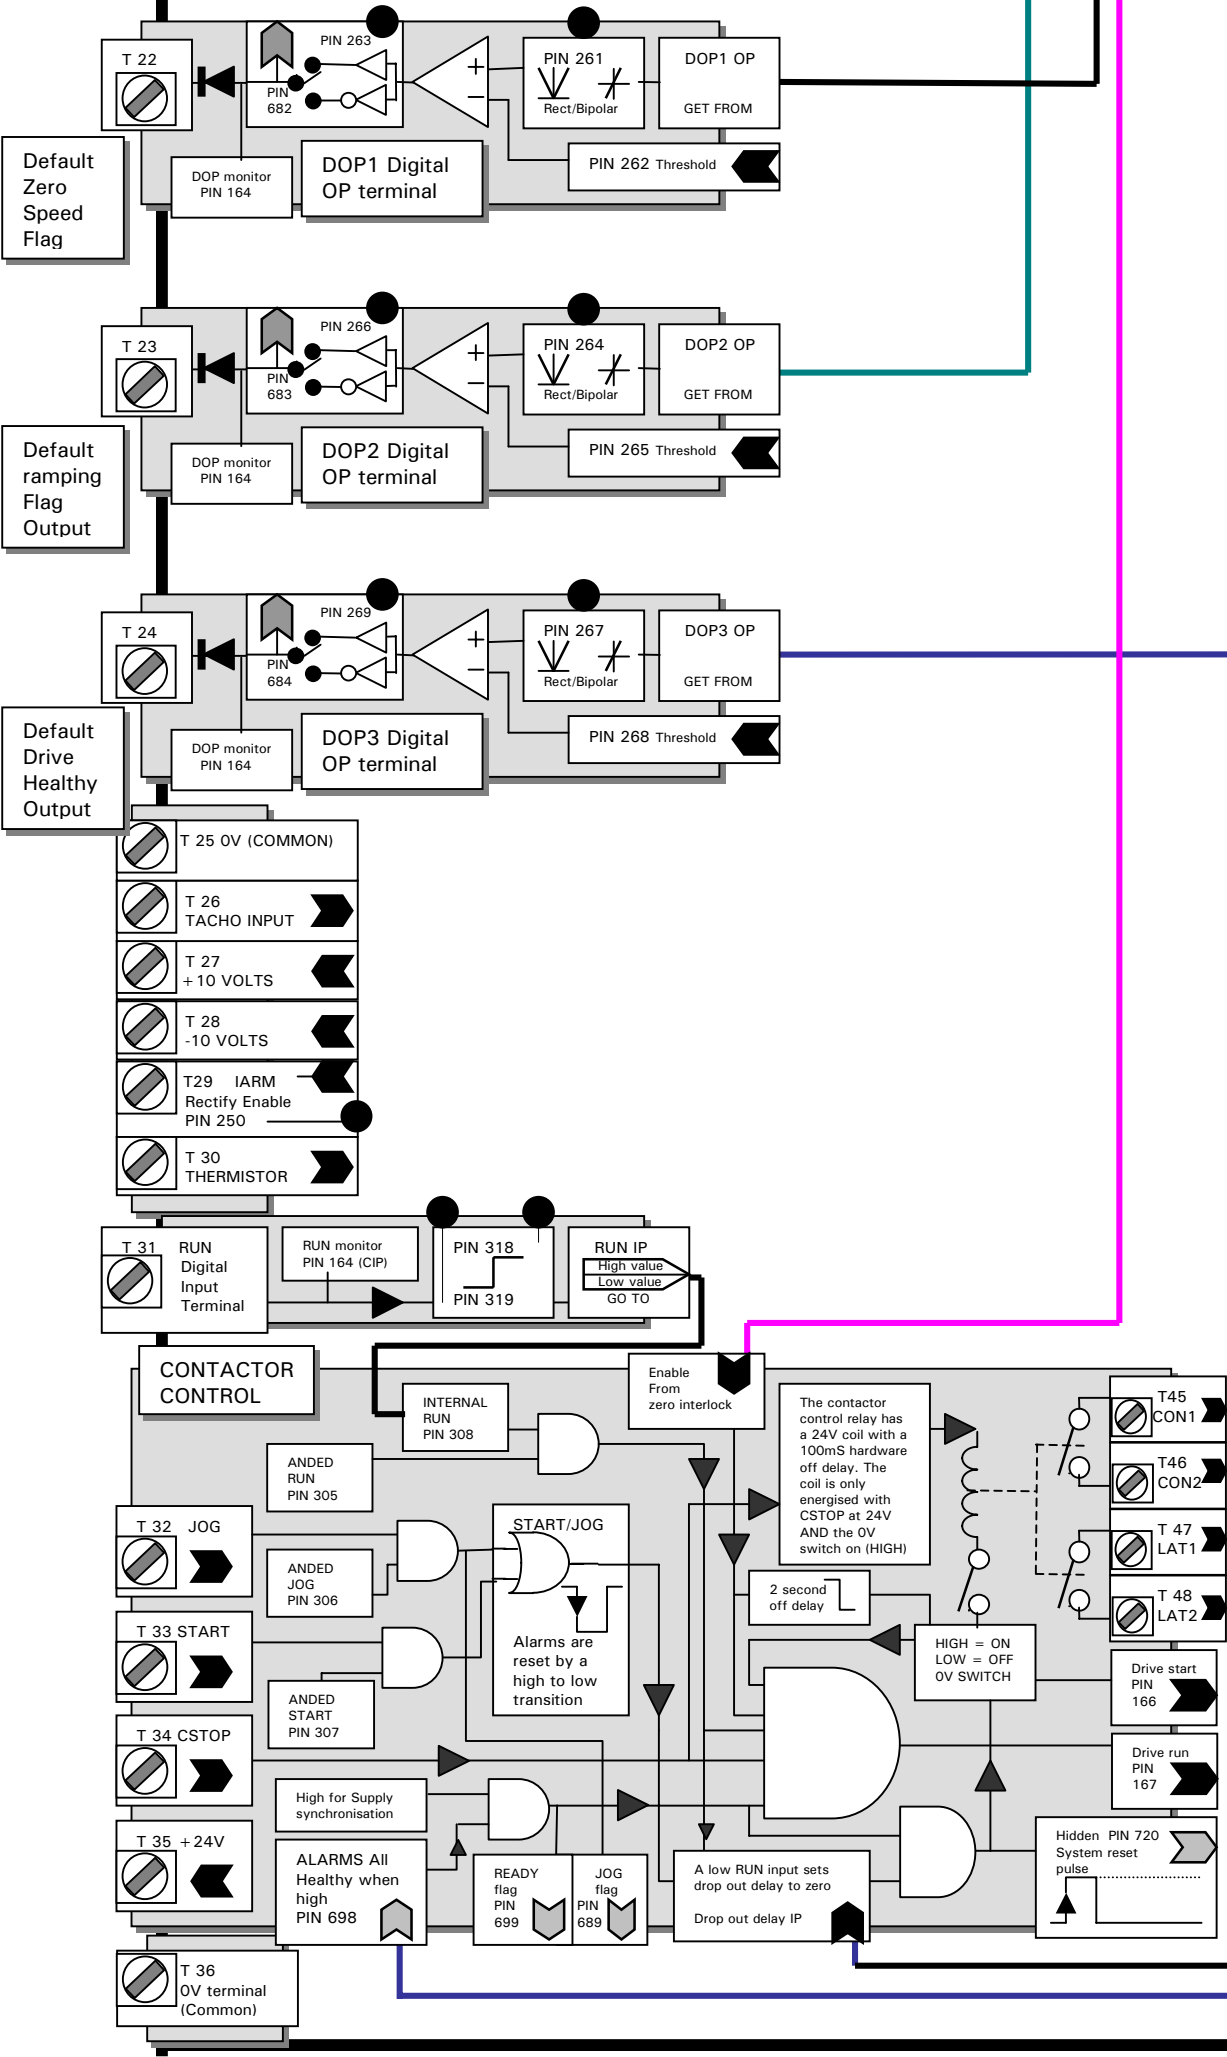 T 22
PIN 263
PIN
682
+
−
PIN 261
Rect/Bipolar
DOP1 OP
GET FROM
PIN 262 Threshold
DOP monitor
PIN 164
DOP1 Digital
OP terminal
Default
Zero
Speed
Flag
T 23
PIN 266
PIN
683
+
−
PIN 264
Rect/Bipolar
DOP2 OP
GET FROM
PIN 265 Threshold
DOP monitor
PIN 164
DOP2 Digital
OP terminal
Default
ramping
Flag
Output
T 24
PIN 269
PIN
684
+
−
PIN 267
Rect/Bipolar
DOP3 OP
GET FROM
PIN 268 Threshold
DOP monitor
PIN 164
DOP3 Digital
OP terminal
Default
Drive
Healthy
Output
T 25 0V (COMMON)
T 26
TACHO INPUT
T 27
+10 VOLTS
T 28
-10 VOLTS
T29 IARM
Rectify Enable
PIN 250
T 30
THERMISTOR
T 31 RUN
Digital
Input
Terminal
RUN monitor
PIN 164 (CIP)
PIN 318
PIN 319
RUN IP
High value
Low value
GO TO
CONTACTOR
CONTROL
INTERNAL
RUN
PIN 308
Enable
From
zero interlock
The contactor
control relay has
a 24V coil with a
100mS hardware
off delay. The
coil is only
energised with
CSTOP at 24V
AND the 0V
switch on (HIGH)
T45
CON1
T46
CON2
T 47
LAT1
T 48
LAT2
ANDED
RUN
PIN 305
T 32 JOG
ANDED
JOG
PIN 306
START/JOG
Alarms are
reset by a
high to low
transition
2 second
off delay
T 33 START
ANDED
START
PIN 307
HIGH = ON
LOW = OFF
0V SWITCH
Drive start
PIN
166
T 34 CSTOP
Drive run
PIN
167
High for Supply
synchronisation
T 35 +24V
ALARMS All
Healthy when
high
PIN 698
READY
flag
PIN
699
JOG
flag
PIN
689
A low RUN input sets
drop out delay to zero
Drop out delay IP
Hidden PIN 720
System reset
pulse
T 36
0V terminal
(Common)